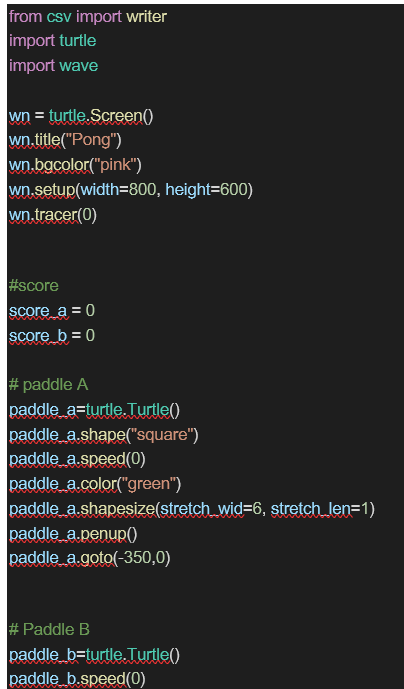 from csv import writer
import turtle
import wave
wn = turtle.Screen()
wn.title("Pong")
wn.bgcolor("pink")
wn.setup(width=800, height=600)
wn.tracer(0)
#score
score_a = 0
score_b = 0
# paddle A
paddle_a=turtle.Turtle()
paddle_a.shape("square")
paddle_a.speed(0)
paddle_a.color("green")
paddle_a.shapesize(stretch_wid=6, stretch_len=1)
paddle_a.penup()
paddle_a.goto(-350,0)
# Paddle B
paddle_b=turtle.Turtle()
paddle_b.speed(0)